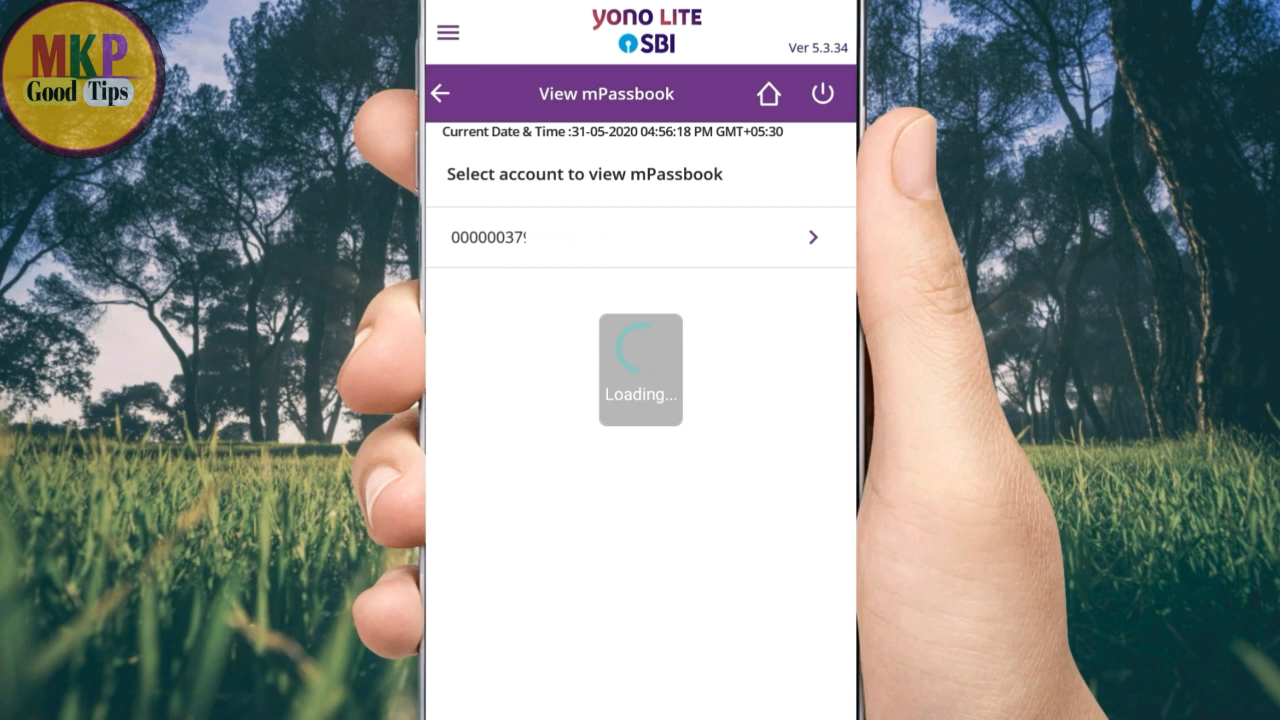 MKP
Good Tips
yono LITE
SBI
Ver 5.3.34
View mPassbook
Current Date & Time :31-05-2020 04:56:18 PM GMT+05:30
Select account to view mPassbook
000000379
Loading...